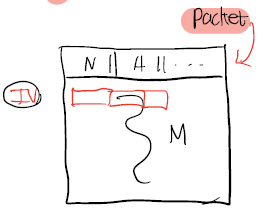 Packet
N || A || ...
IV
M